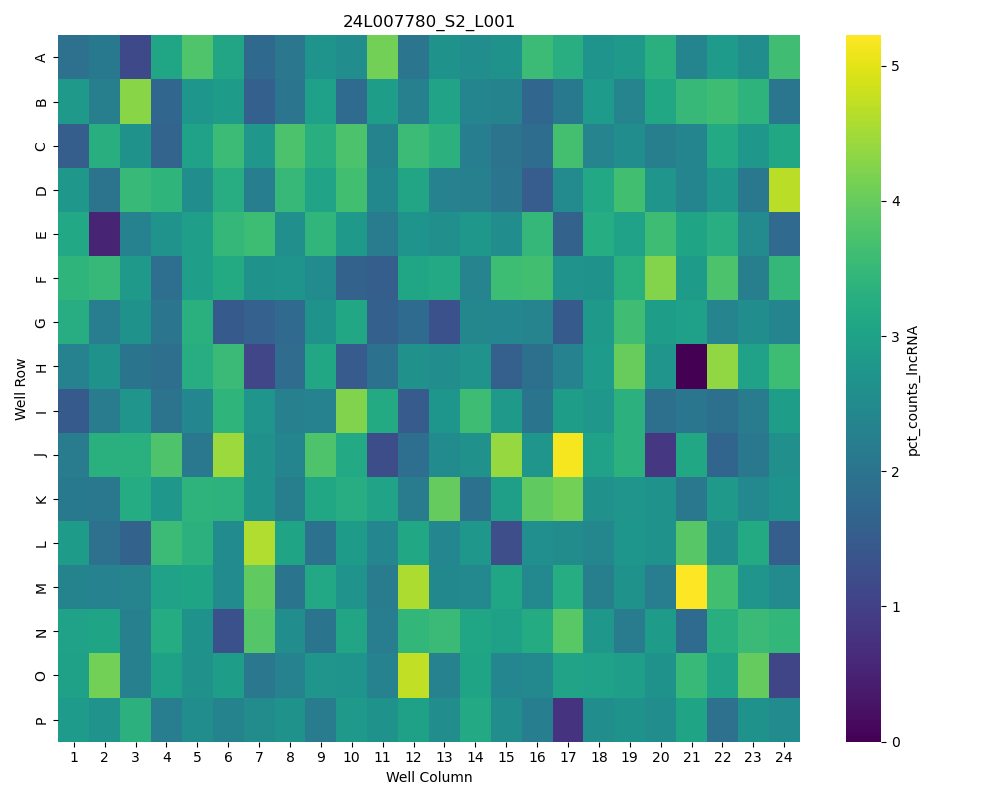 24L007780_S2_L001
A
B
C
D
E
F
G
H
I
J
K
L
M
N
O
P
Well Row
1 2 3 4 5 6 7 8 9 10 11 12 13 14 15 16 17 18 19 20 21 22 23 24
Well Column
5
4
3
2
1
0
pct_counts_lncRNA